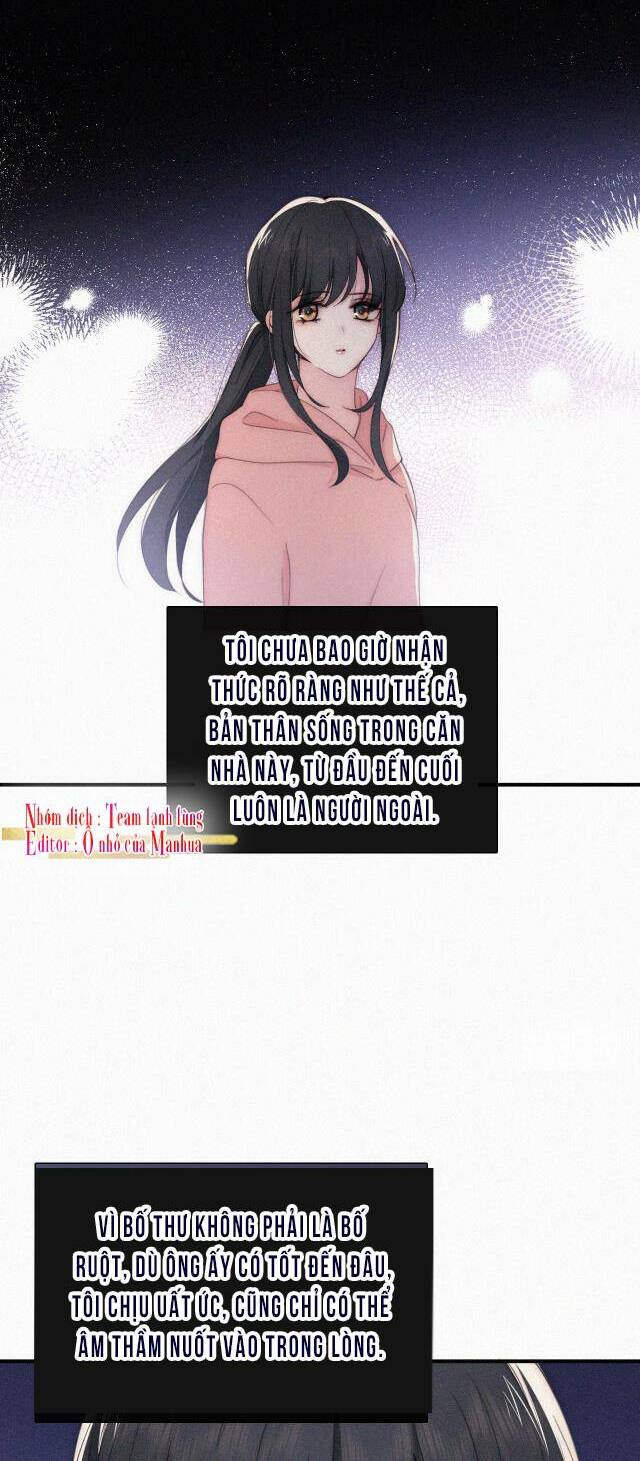 TÔI CHƯA BAO GIỜ NHẬN
THỨC RÕ RÀNG NHƯ THẾ CẢ,
BẢN THÂN SỐNG TRONG CĂN
NHÀ NÀY, TỪ ĐẦU ĐẾN CUỐI
LUÔN LÀ NGƯỜI NGOÀI.
Nhóm dịch : Team lạnh lùng
Editor : Ổ nhỏ của Manhua
VÌ BỐ THƯ KHÔNG PHẢI LÀ BỐ
RUỘT, DÙ ÔNG ẤY CÓ TỐT ĐẾN ĐÂU,
TÔI CHỊU UẤT ỨC, CŨNG CHỈ CÓ THỂ
ÂM THẦM NUỐT VÀO TRONG LÒNG.